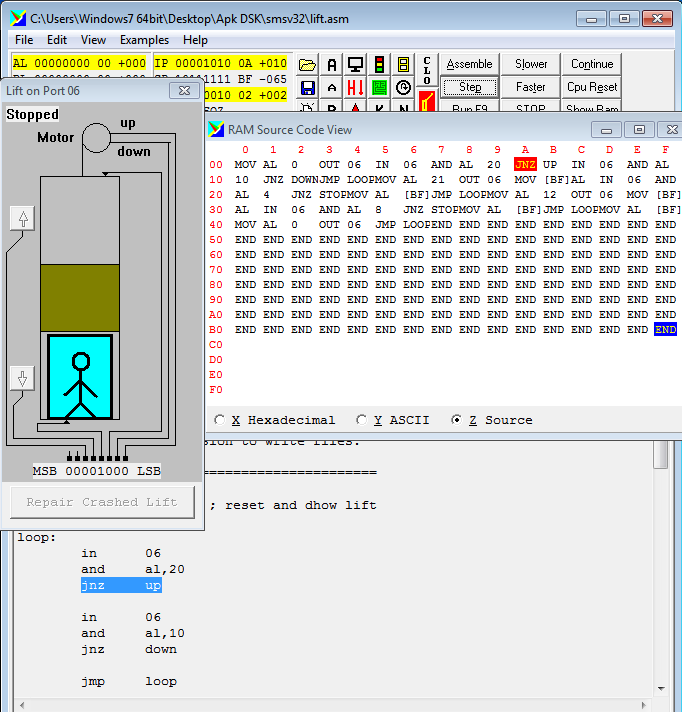 C:\Users\Windows7 64bit\Desktop\Apk DSK\smsv32\lift.asm
File Edit View Examples Help
AL 00000000 00 +000 IP 00001010 0A +010
10111111 BF -065
0010 02 +002
A
C
L
O
Assemble Slower Continue
Step Faster Cpu Reset
Run F9 STOP Show Ram
Lift on Port 06
Stopped
up
Motor
down
MSB 00001000 LSB
Repair Crashed Lift
RAM Source Code View
0 1 2 3 4 5 6 7 8 9 A B C D E F
00 MOV AL 0 OUT 06 IN 06 AND AL 20 JNZ UP IN 06 AND AL
10 10 JNZ DOWN JMP LOOP MOV AL 21 OUT 06 MOV [BF] AL IN 06 AND
20 AL 4 JNZ STOP MOV AL [BF] JMP LOOP MOV AL 12 OUT 06 MOV [BF]
30 AL IN 06 AND AL 8 JNZ STOP MOV AL [BF] JMP LOOP MOV AL [BF]
40 MOV AL 0 OUT 06 JMP LOOP END END END END END END END END END
50 END END END END END END END END END END END END END END END END
60 END END END END END END END END END END END END END END END END
70 END END END END END END END END END END END END END END END END
80 END END END END END END END END END END END END END END END END
90 END END END END END END END END END END END END END END END END
A0 END END END END END END END END END END END END END END END END
B0 END END END END END END END END END END END END END END END END
C0
D0
E0
F0
X Hexadecimal Y ASCII Z Source
sion to write files.
=====================
; reset and dhow lift
loop:
in 06
and al,20
jnz up
in 06
and al,10
jnz down
jmp loop